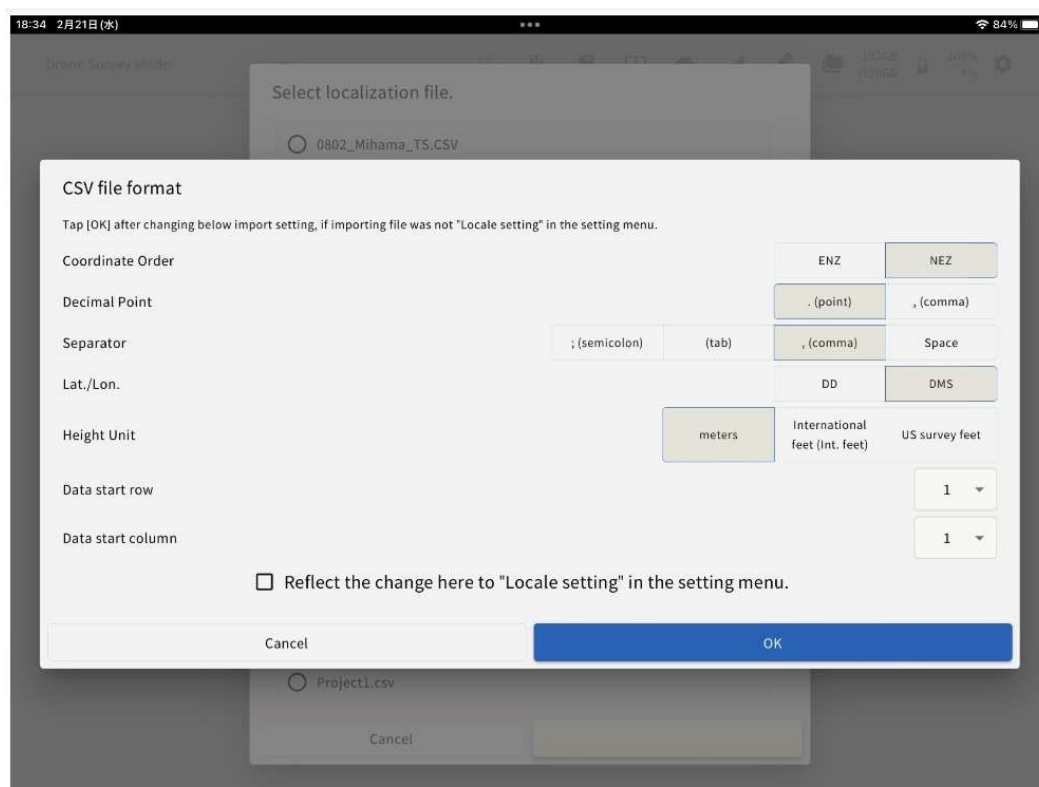 18:34 2月21日(水)
84%
Drone Survey Mode
Select localization file.
0802_Mihama_TS.CSV
CSV file format
Tap [OK] after changing below import setting, if importing file was not "Locale setting" in the setting menu.
Coordinate Order ENZ NEZ
Decimal Point . (point) , (comma)
Separator ; (semicolon) (tab) , (comma) Space
Lat./Lon. DD DMS
Height Unit meters International feet (Int. feet) US survey feet
Data start row 1
Data start column 1
Reflect the change here to "Locale setting" in the setting menu.
Cancel OK
Project1.csv
Cancel